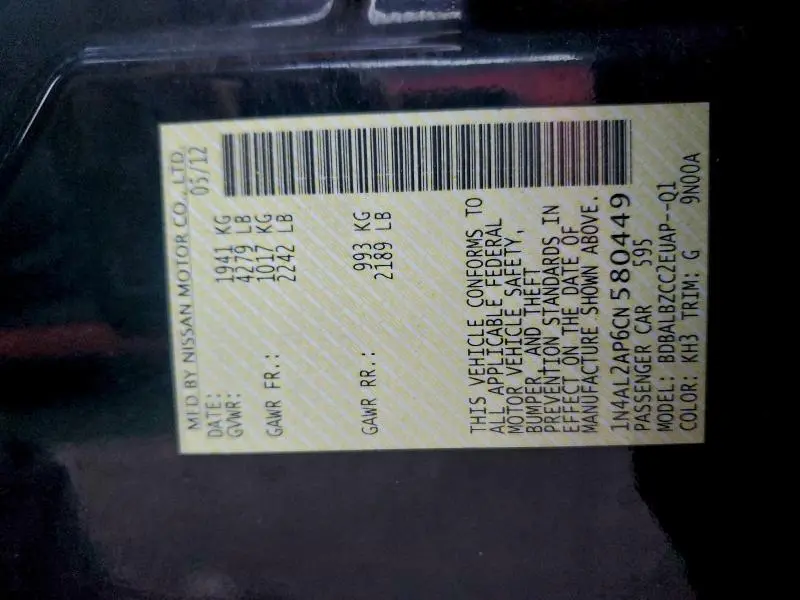 MFD BY NISSAN MOTOR CO., LTD.
DATE: 05/12
GVWR: 1941 KG
4279 LB
GAWR FR.: 1017 KG
2242 LB
GAWR RR.: 993 KG
2189 LB
THIS VEHICLE CONFORMS TO
ALL APPLICABLE FEDERAL
MOTOR VEHICLE SAFETY,
BUMPER, AND THEFT
PREVENTION STANDARDS IN
EFFECT ON THE DATE OF
MANUFACTURE SHOWN ABOVE.
1N4AL2AP6CN580449
PASSENGER CAR 595
MODEL: BDBALBZCC2EUAP--Q1
COLOR: KH3 TRIM: G 9N00A